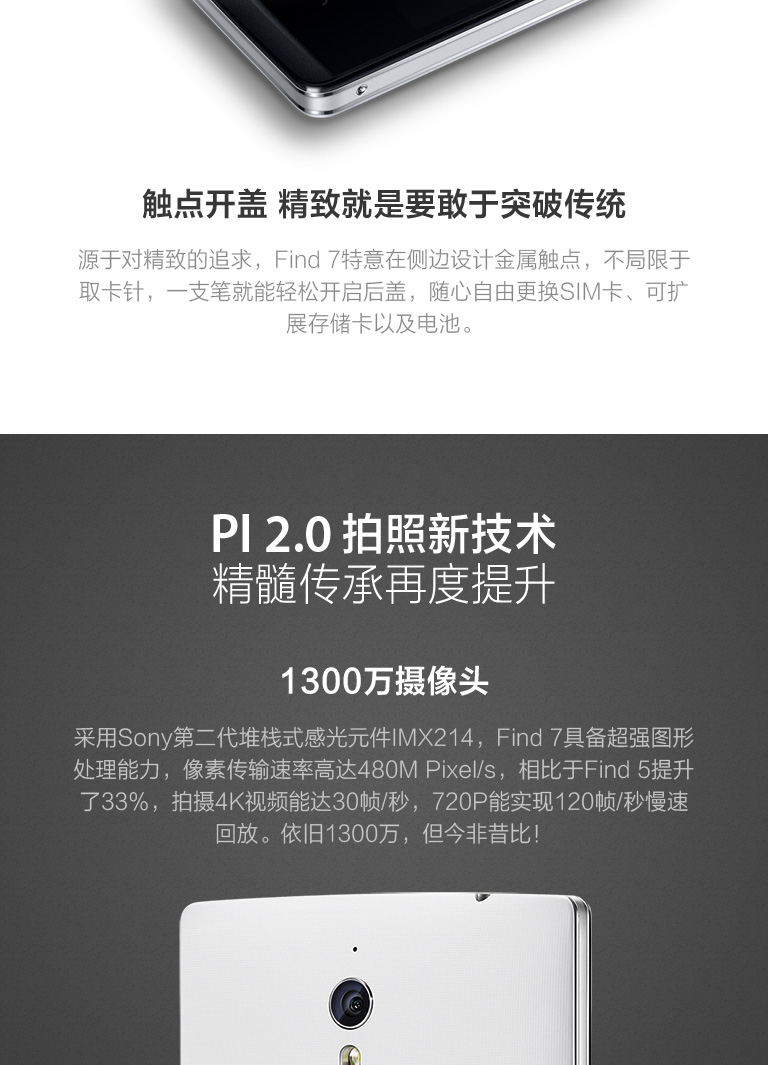 触点开盖 精致就是要敢于突破传统
源于对精致的追求，Find 7特意在侧边设计金属触点，不局限于
取卡针，一支笔就能轻松开启后盖，随心自由更换SIM卡、可扩
展存储卡以及电池。
PI 2.0 拍照新技术
精髓传承再度提升
1300万摄像头
采用Sony第二代堆栈式感光元件IMX214，Find 7具备超强图形
处理能力，像素传输速率高达480M Pixel/s，相比于Find 5提升
了33%，拍摄4K视频能达30帧/秒，720P能实现120帧/秒慢速
回放。依旧1300万，但今非昔比！